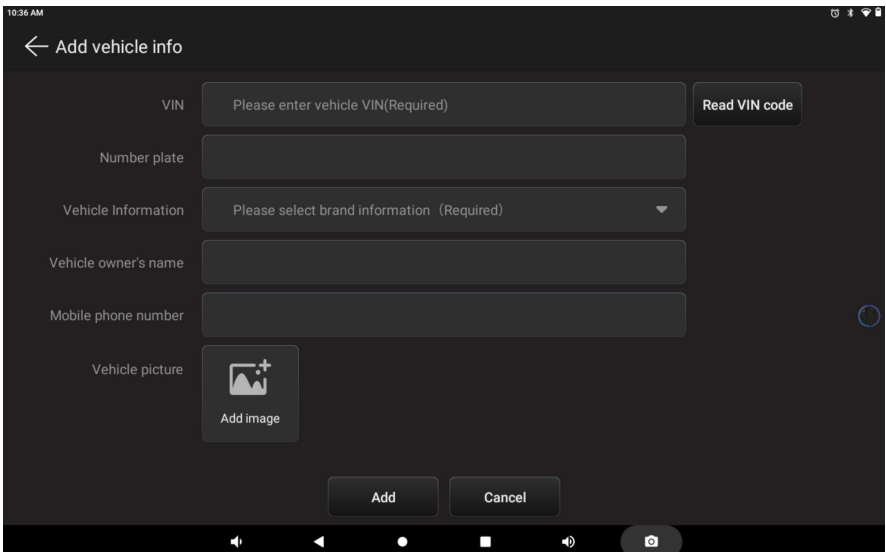 10:36 AM
Add vehicle info
VIN
Please enter vehicle VIN(Required)
Read VIN code
Number plate
Vehicle Information
Please select brand information（Required）
Vehicle owner's name
Mobile phone number
Vehicle picture
Add image
Add
Cancel